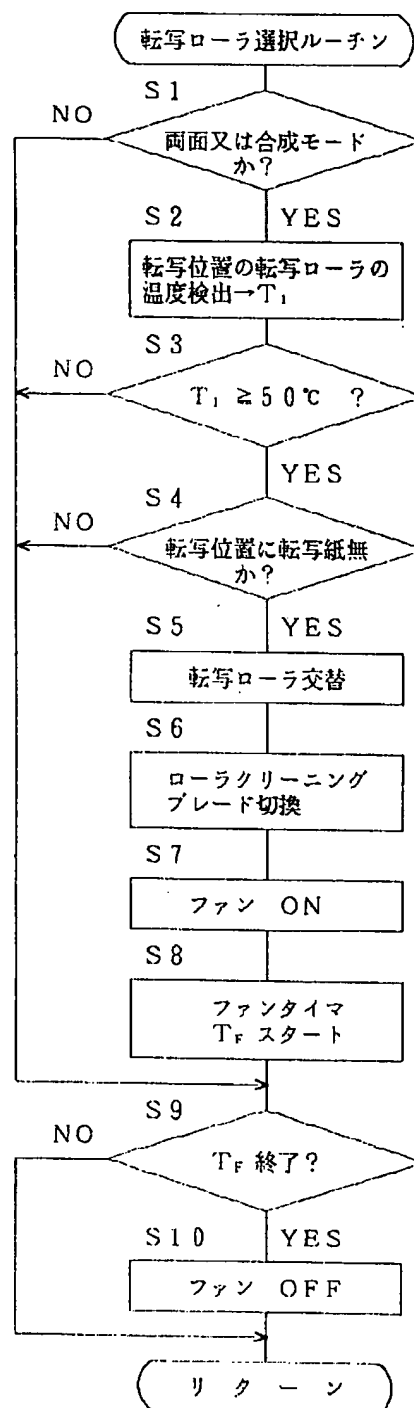 転写ローラ選択ルーチン
S1
NO
両面又は合成モード
か?
S2
YES
転写位置の転写ローラの
温度検出→T₁
S3
NO
T₁ ≧50℃ ?
YES
S4
NO
転写位置に転写紙無
か?
S5
YES
転写ローラ交替
S6
ローラクリーニング
ブレード切換
S7
ファン ON
S8
ファンタイマ
TF スタート
S9
NO
TF 終了?
S10
YES
ファン OFF
リターン